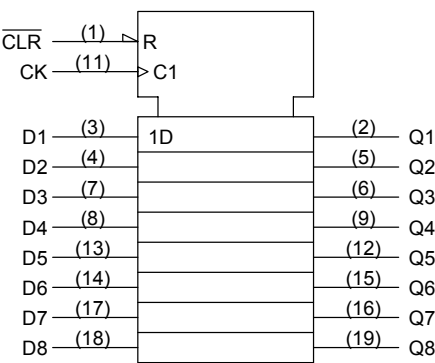 C̅L̅R̅ (1) R
CK (11) C1
D1 (3) 1D (2) Q1
D2 (4) (5) Q2
D3 (7) (6) Q3
D4 (8) (9) Q4
D5 (13) (12) Q5
D6 (14) (15) Q6
D7 (17) (16) Q7
D8 (18) (19) Q8